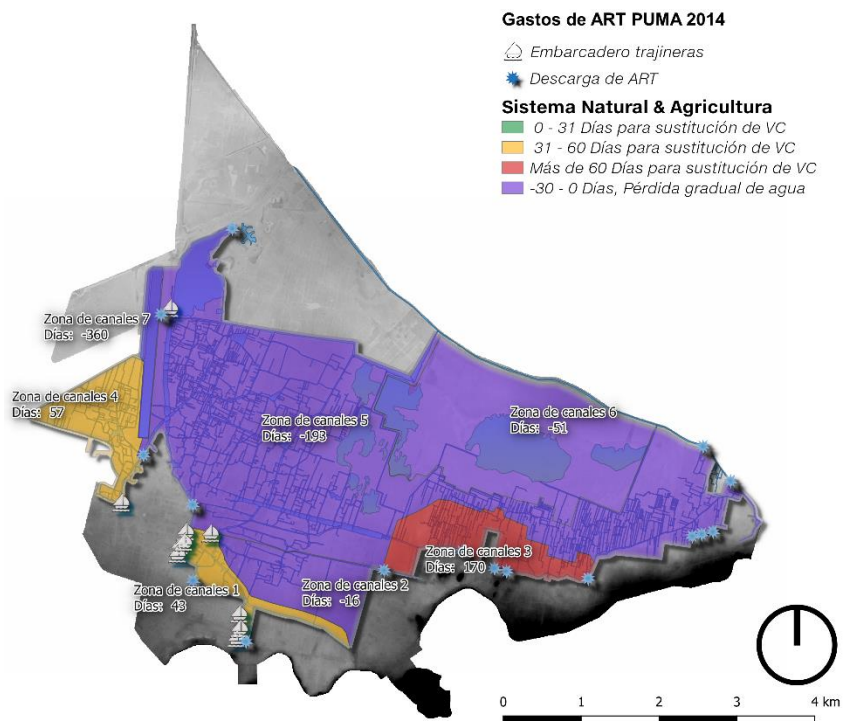 Gastos de ART PUMA 2014
Embarcadero trajineras
Descarga de ART
Sistema Natural & Agricultura
0 - 31 Días para sustitución de VC
31 - 60 Días para sustitución de VC
Más de 60 Días para sustitución de VC
-30 - 0 Días, Pérdida gradual de agua
Zona de canales 7
Días: -360
Zona de canales 4
Días: 57
Zona de canales 5
Días: -193
Zona de canales 6
Días: -51
Zona de canales 3
Días: 170
Zona de canales 1
Días: 43
Zona de canales 2
Días: -16
0 1 2 3 4 km